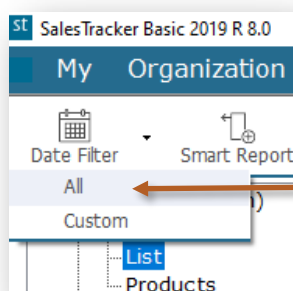 st SalesTracker Basic 2019 R 8.0
My Organization
Date Filter Smart Report
All
)
Custom
List
Products